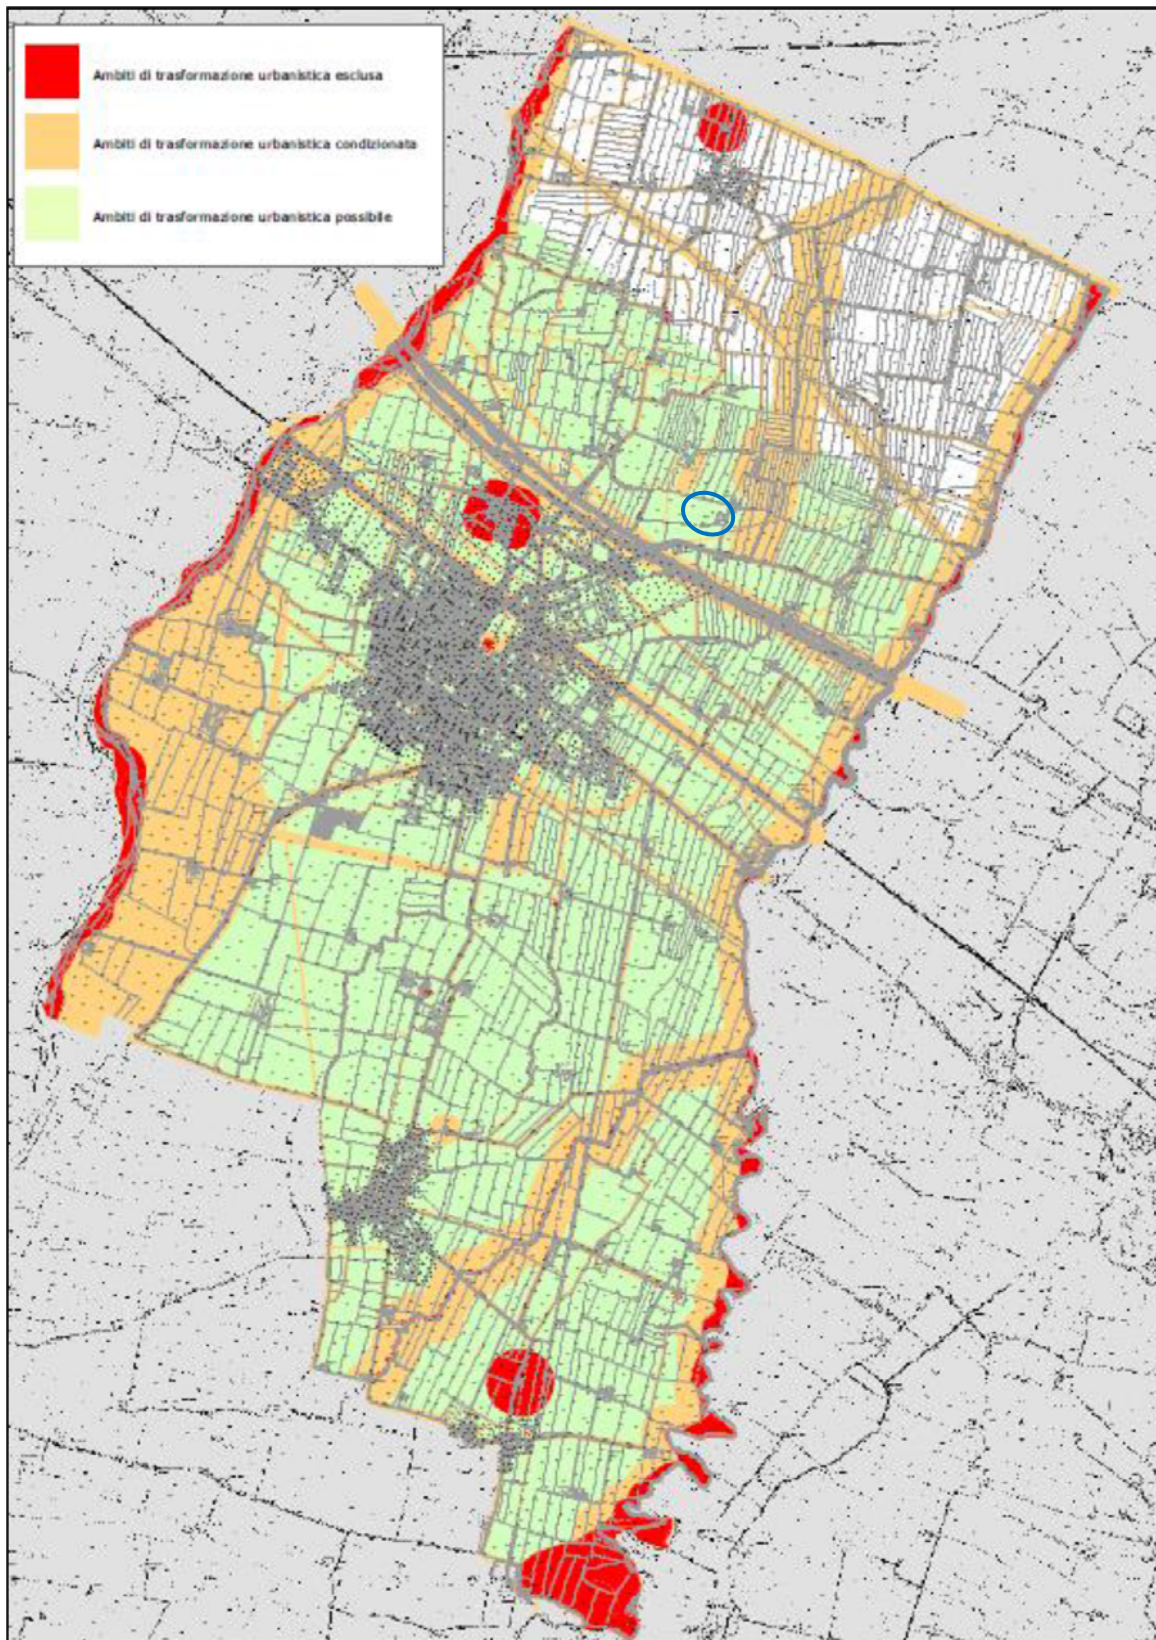 Ambiti di trasformazione urbanistica esclusa
Ambiti di trasformazione urbanistica condizionata
Ambiti di trasformazione urbanistica possibile